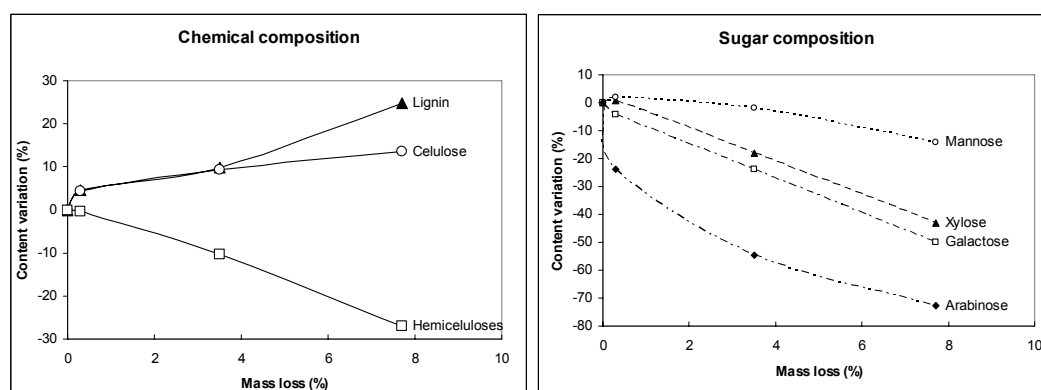 Chemical composition
30
20
10
0
-10
-20
-30
0 2 4 6 8 10
Content variation (%)
Mass loss (%)
Lignin
Celulose
Hemiceluloses
Sugar composition
10
0
-10
-20
-30
-40
-50
-60
-70
-80
0 2 4 6 8 10
Content variation (%)
Mass loss (%)
Mannose
Xylose
Galactose
Arabinose